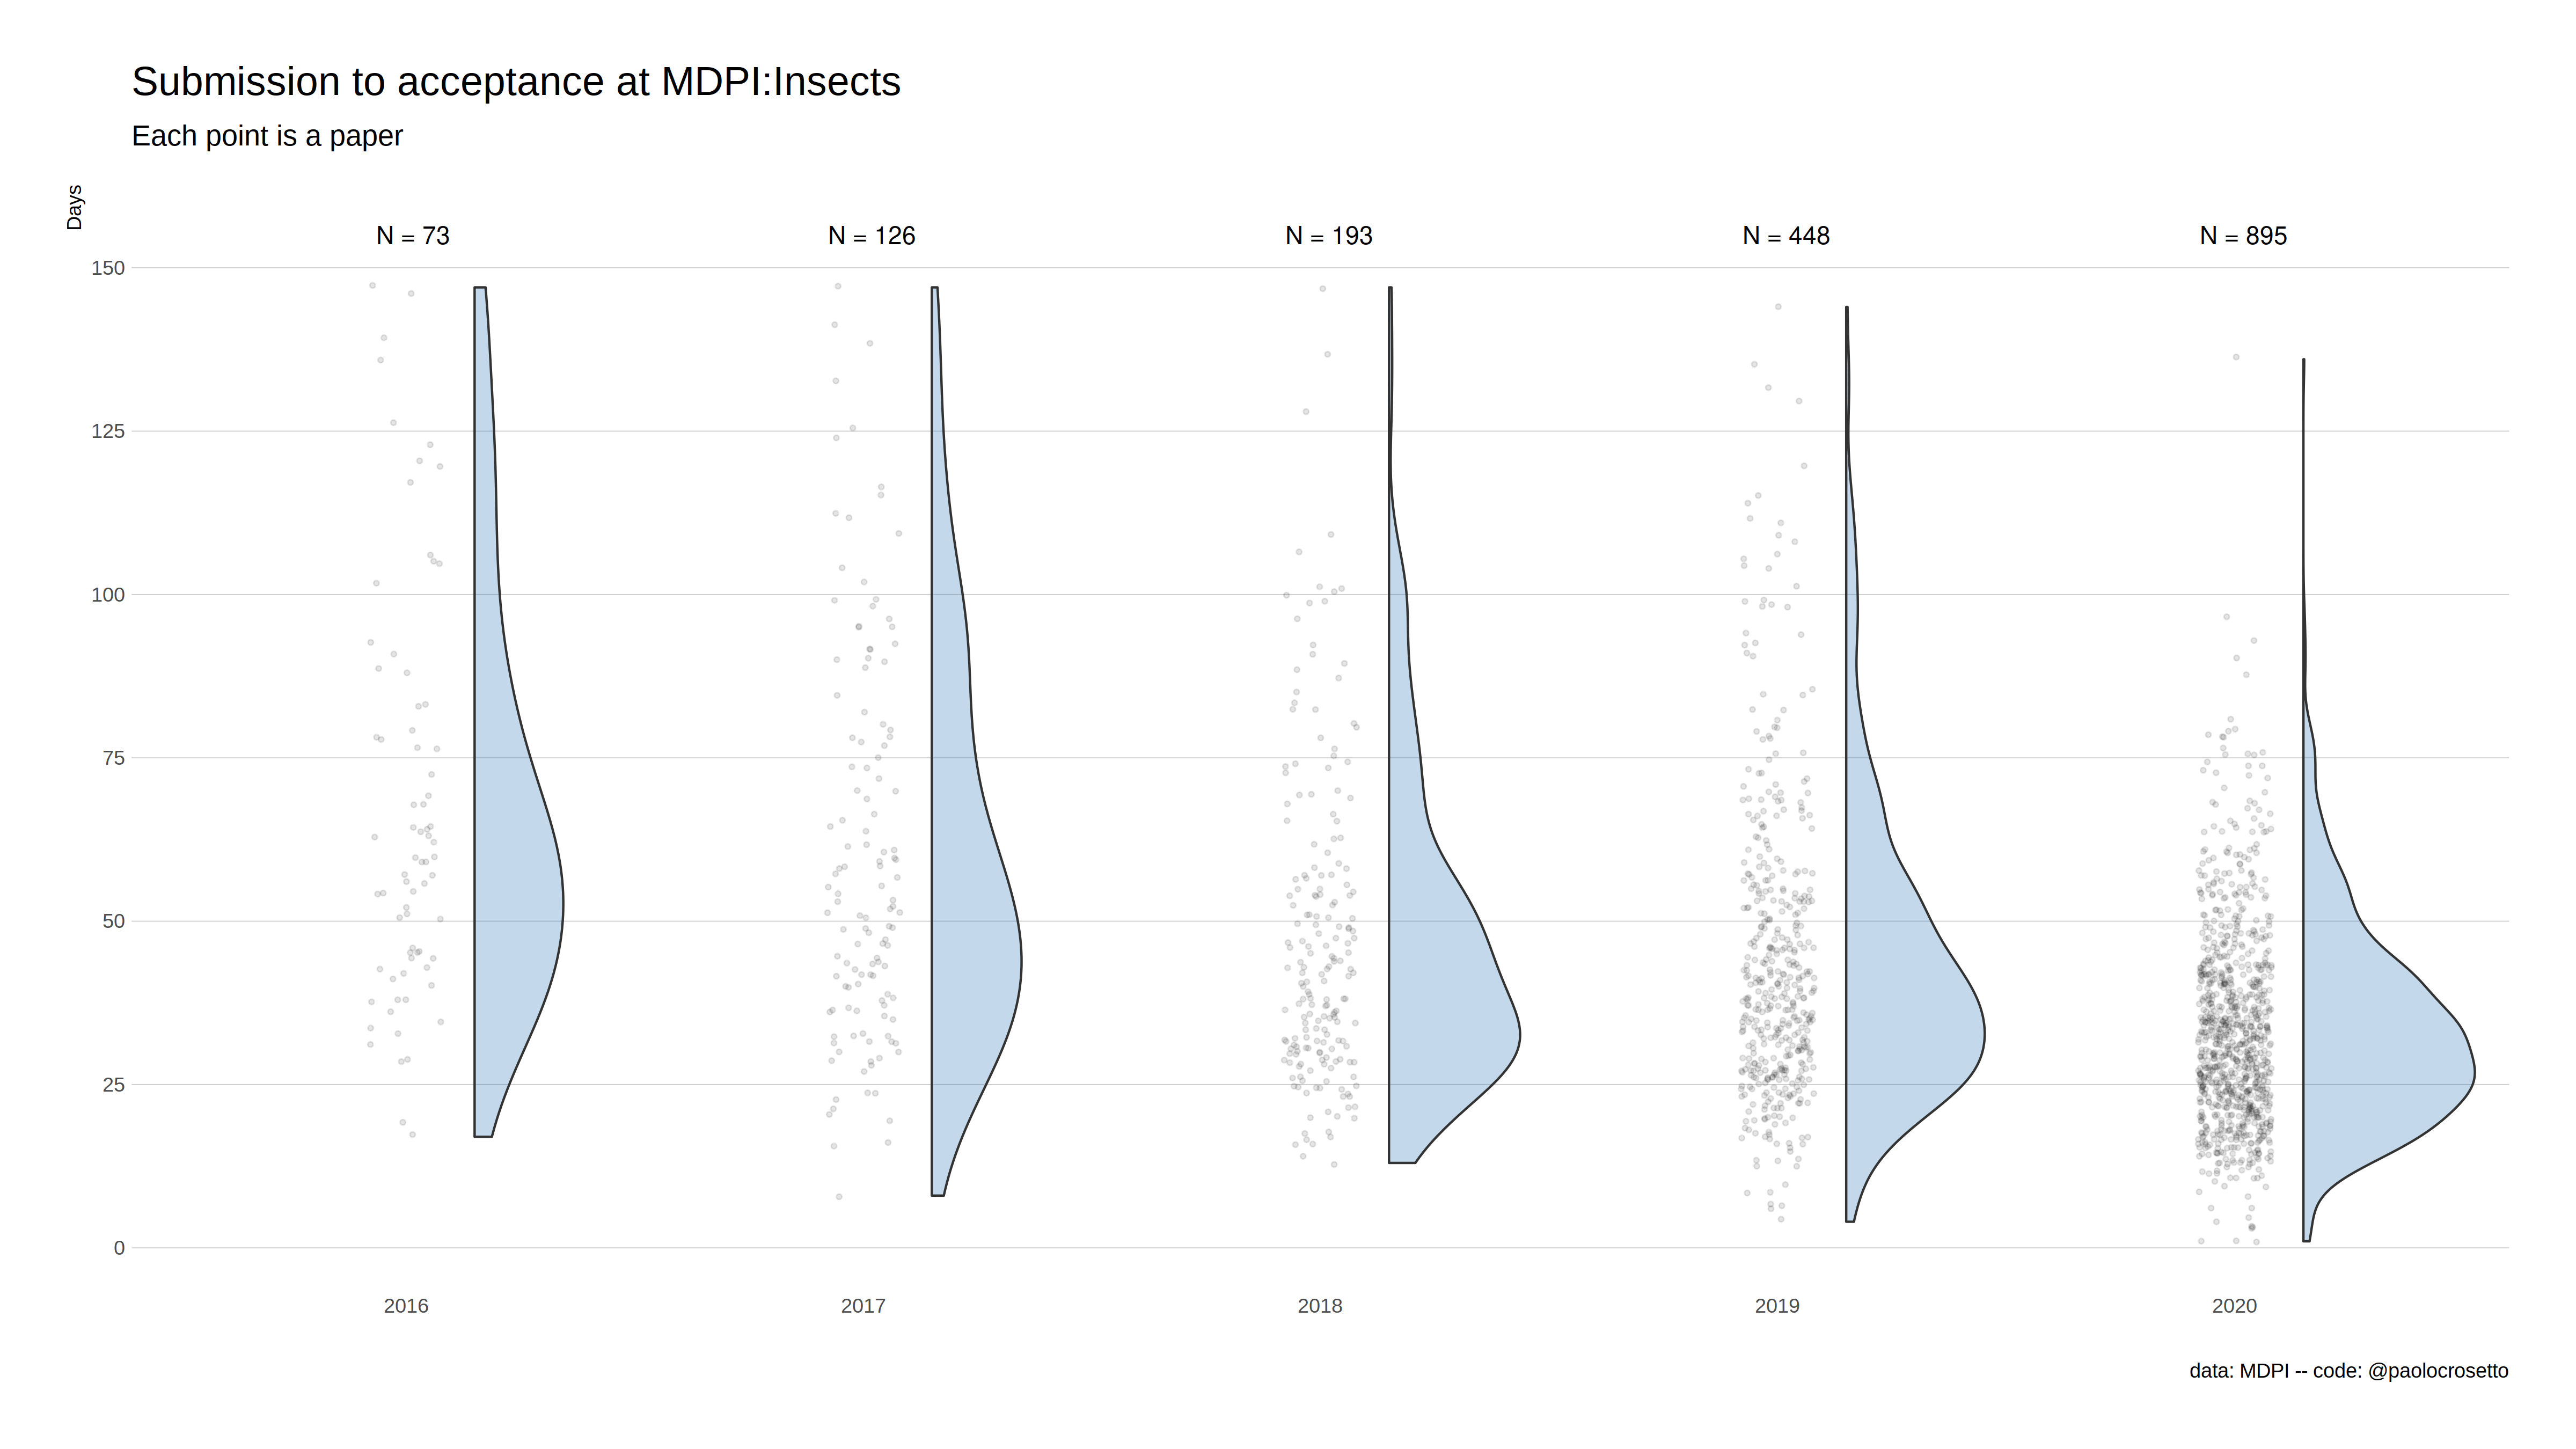 Submission to acceptance at MDPI:Insects
Each point is a paper
Days
N = 73 N = 126 N = 193 N = 448 N = 895
150
125
100
75
50
25
0
2016 2017 2018 2019 2020
data: MDPI -- code: @paolocrosetto